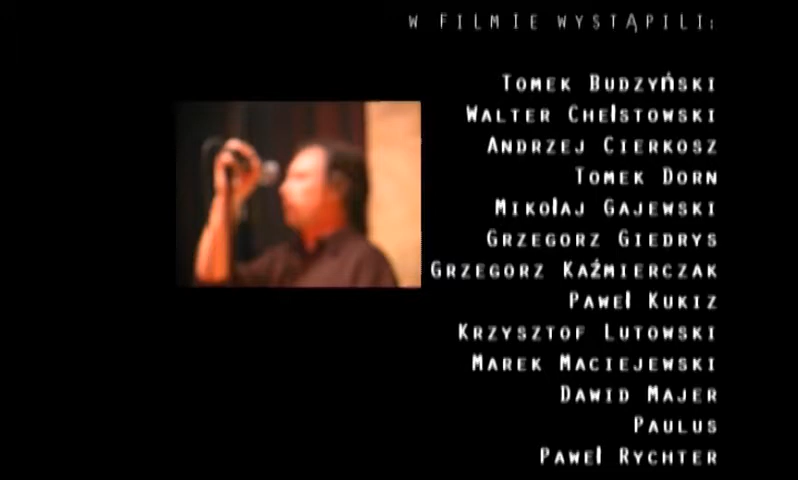 W FILMIE WYSTĄPILI:
TOMEK BUDZYŃSKI
WALTER CHEłSTOWSKI
ANDRZEJ CIERKOSZ
TOMEK DORN
MIKOłAJ GAJEWSKI
GRZEGORZ GIEDRYS
GRZEGORZ KAŹMIERCZAK
PAWEł KUKIZ
KRZYSZTOF LUTOWSKI
MAREK MACIEJEWSKI
DAWID MAJER
PAULUS
PAWEł RYCHTER